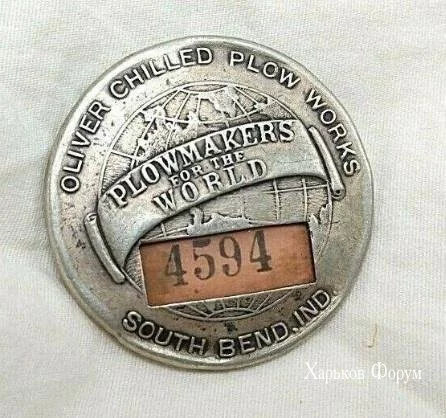 OLIVER CHILLED PLOW WORKS
PLOWMAKERS
FOR THE
WORLD
4594
SOUTH BEND, IND.
Харьков Форум